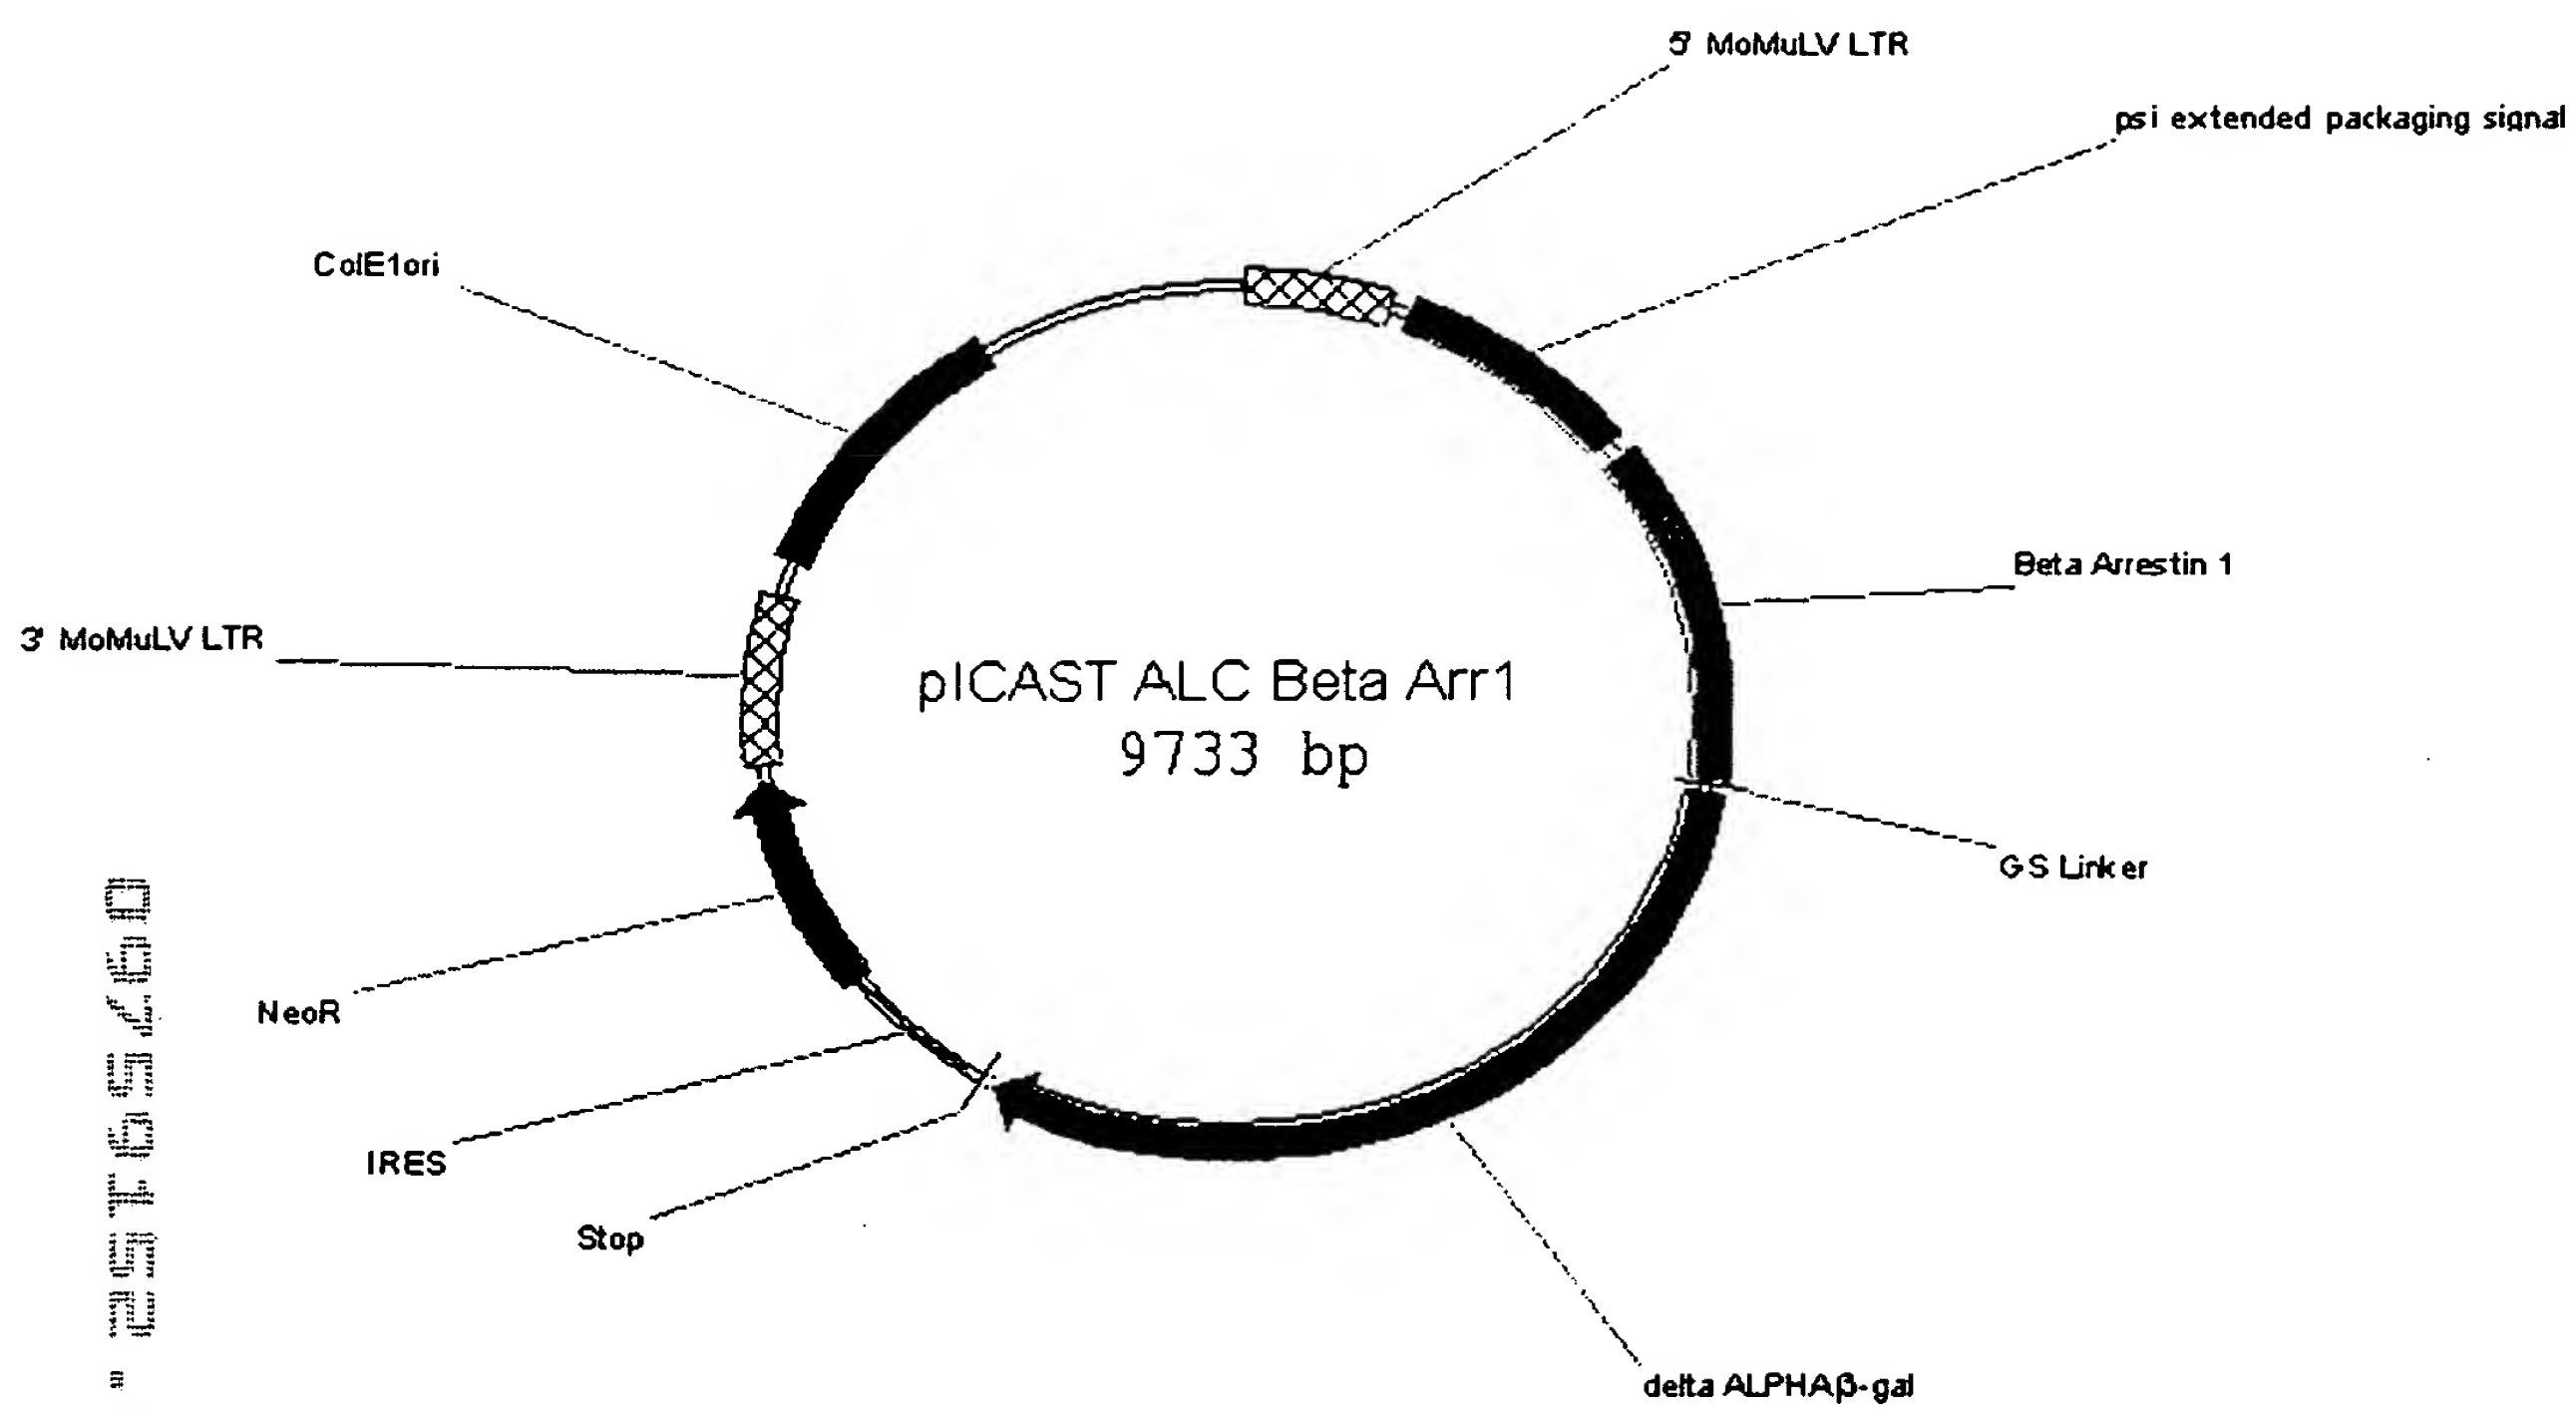 5' MoMuLV LTR
psi extended packaging signal
ColE1ori
Beta Arrestin 1
3' MoMuLV LTR
pICAST ALC Beta Arr1
9733 bp
GS Linker
NeoR
IRES
Stop
delta ALPHAβ-gal